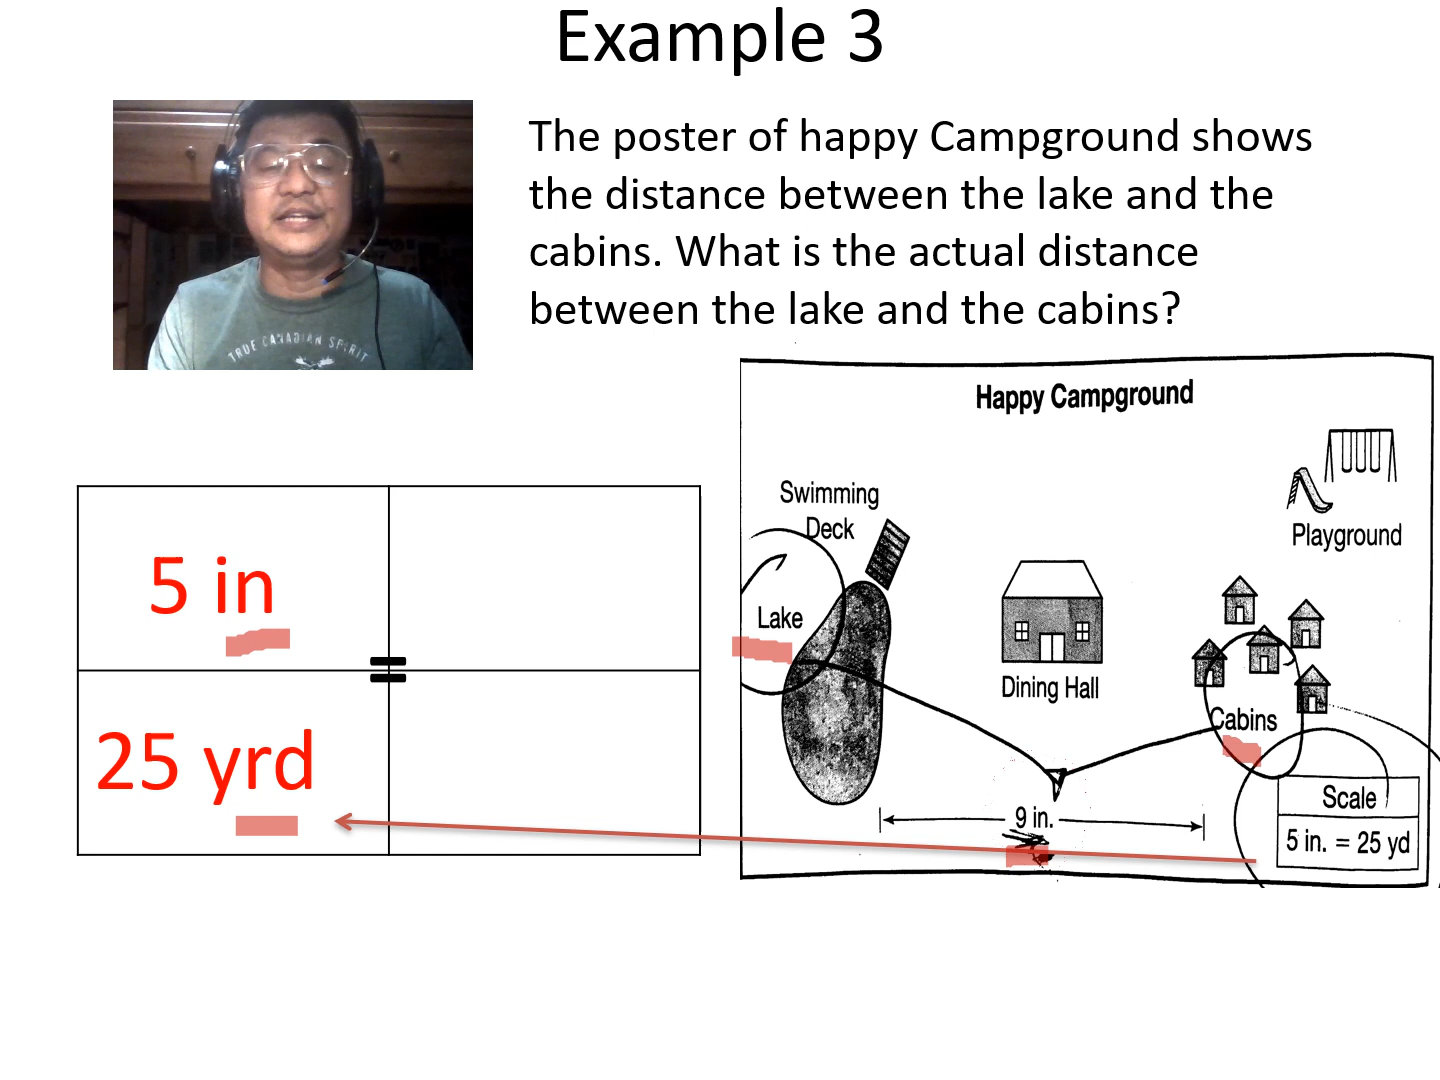 Example 3
The poster of happy Campground shows
the distance between the lake and the
cabins. What is the actual distance
between the lake and the cabins?
TRUE CANADIAN SPIRIT
Happy Campground
Swimming
Deck
Playground
Lake
Dining Hall
Cabins
9 in.
Scale
5 in. = 25 yd
5 in
=
25 yrd